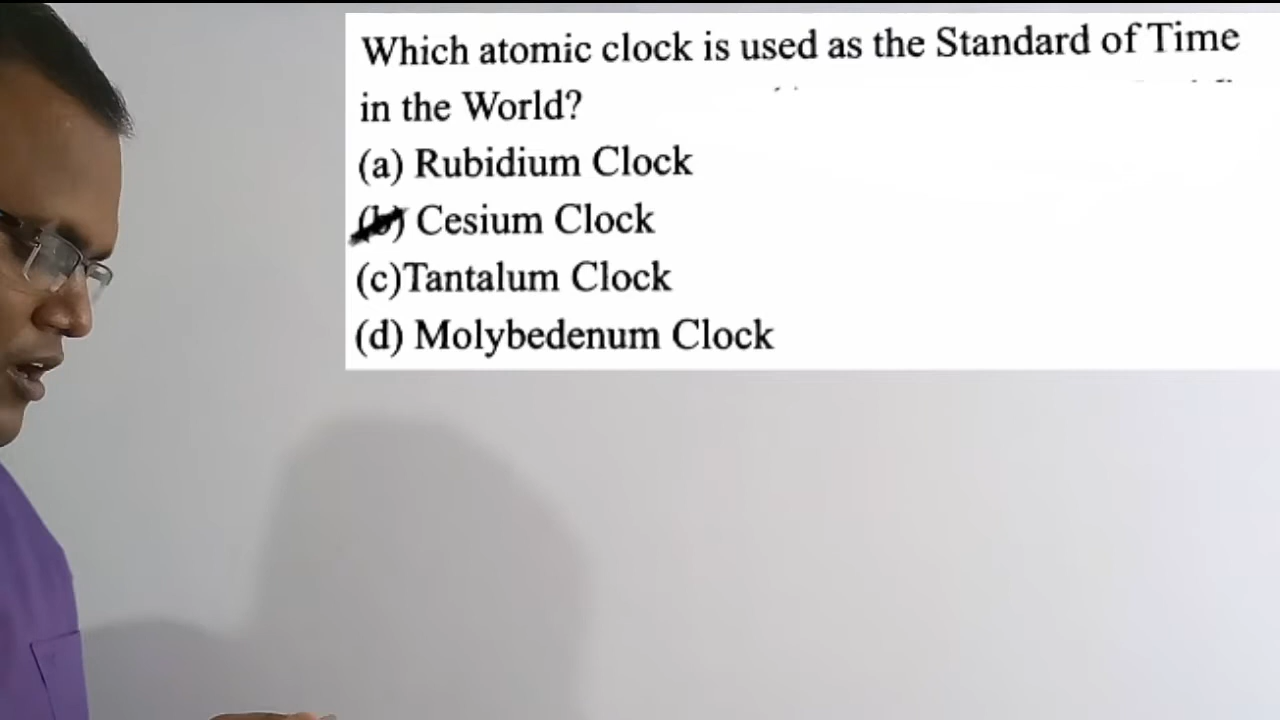 Which atomic clock is used as the Standard of Time
in the World?
(a) Rubidium Clock
(b) Cesium Clock
(c)Tantalum Clock
(d) Molybedenum Clock